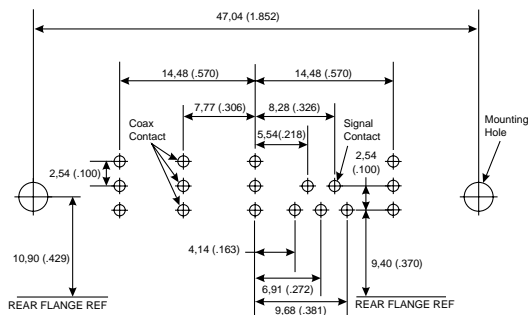 47,04 (1.852)
14,48 (.570)
14,48 (.570)
7,77 (.306)
8,28 (.326)
Coax
Contact
Signal
Contact
Mounting
Hole
5,54(.218)
2,54 (.100)
2,54
(.100)
10,90 (.429)
4,14 (.163)
9,40 (.370)
6,91 (.272)
REAR FLANGE REF
REAR FLANGE REF
9,68 (.381)